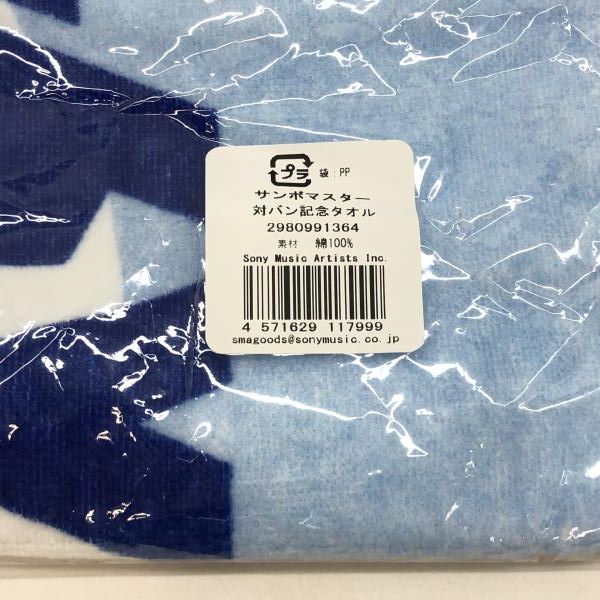 プラ 袋:PP
サンボマスター
対バン記念タオル
2980991364
素材 綿100%
Sony Music Artists Inc.
4 571629 117999
smagoods@sonymusic.co.jp